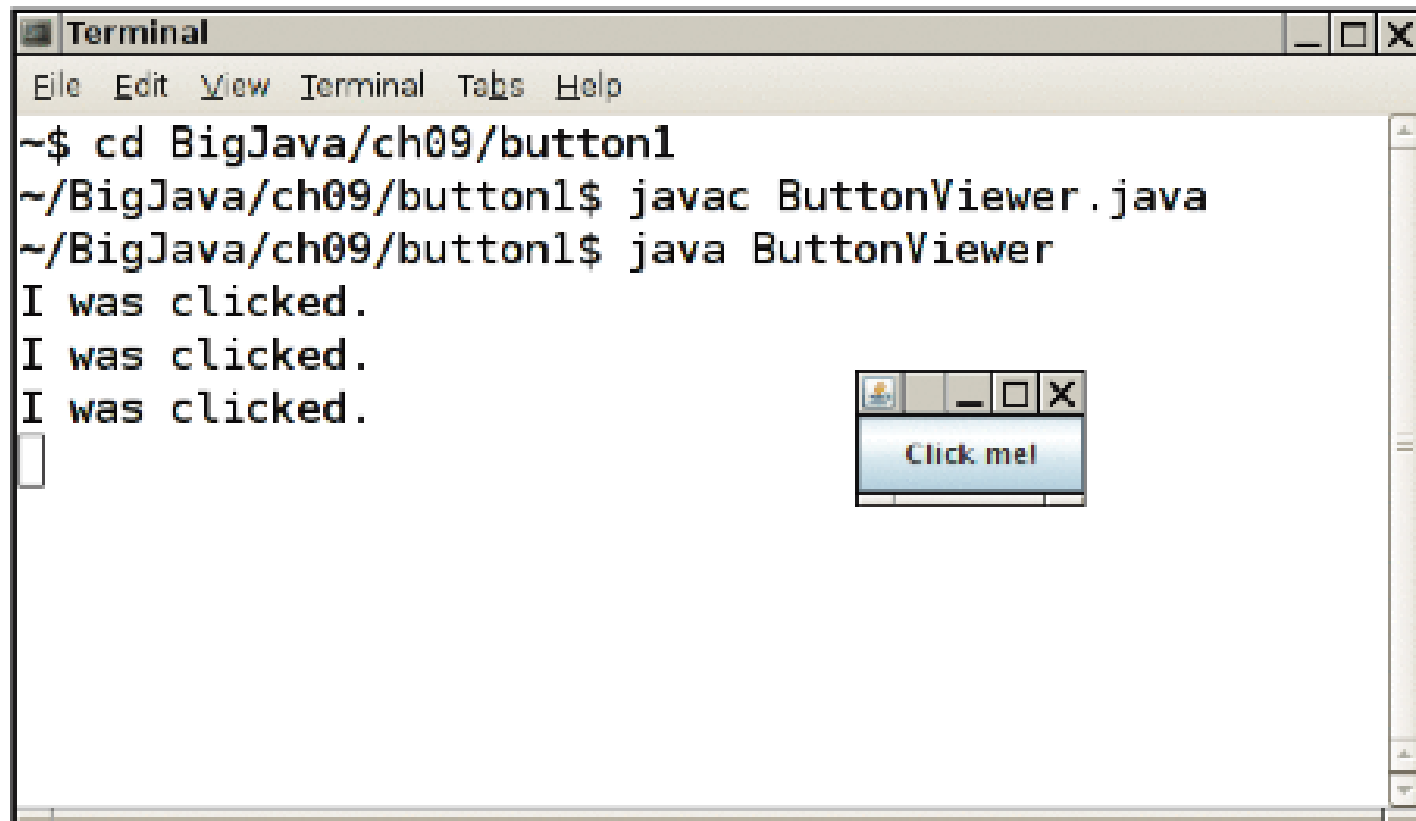 Terminal
File Edit View Terminal Tabs Help
~$ cd BigJava/ch09/button1
~/BigJava/ch09/button1$ javac ButtonViewer.java
~/BigJava/ch09/button1$ java ButtonViewer
I was clicked.
I was clicked.
I was clicked.
Click me!